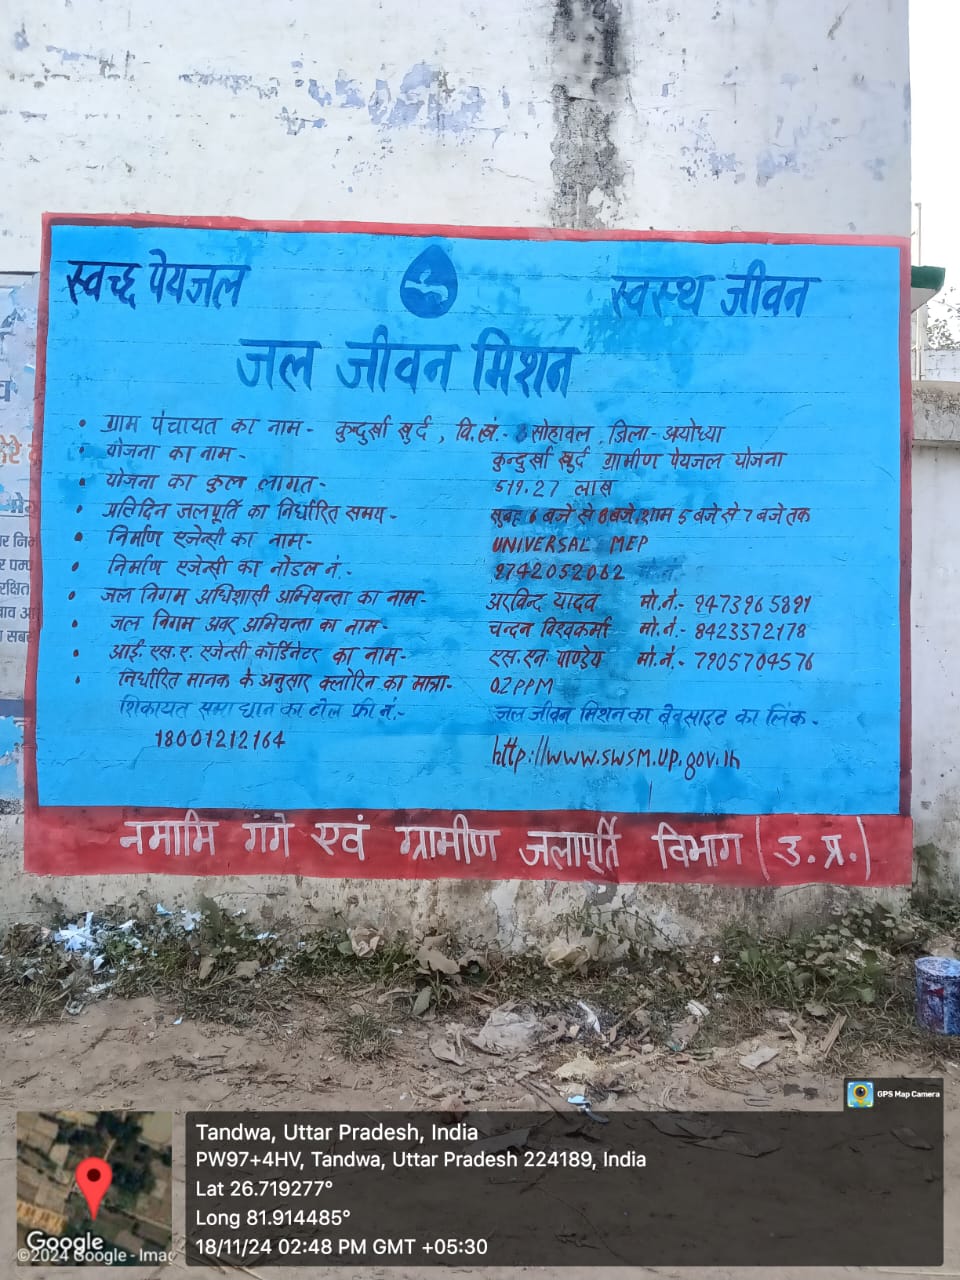 स्वच्छ पेयजल
स्वस्थ जीवन
जल जीवन मिशन
• ग्राम पंचायत का नाम - कुन्दुर्खा खुर्द, वि.खं.- सोहावल, जिला- अयोध्या
• योजना का नाम - कुन्दुर्खा खुर्द ग्रामीण पेयजल योजना
• योजना का कुल लागत - 519.27 लाख
• प्रतिदिन जलपूर्ति का निर्धारित समय - सुबह 6 बजे से 8 बजे, शाम 5 बजे से 7 बजे तक
• निर्माण एजेन्सी का नाम - UNIVERSAL MEP
• निर्माण एजेन्सी का नोडल नं. - 9742052062
• जल निगम अधिशासी अभियन्ता का नाम - अरविन्द यादव मो.नं.- 9473965891
• जल निगम अवर अभियन्ता का नाम - चन्दन विश्वकर्मा मो.नं.- 8423372178
• आई.एस.ए. एजेन्सी कॉर्डिनेटर का नाम - एस.एन. पाण्डेय मो.नं.- 7905704576
• निर्धारित मानक के अनुसार क्लोरिन का मात्रा - 0.2 PPM
शिकायत समाधान का टोल फ्री नं.- जल जीवन मिशन का वेबसाइट का लिंक -
18001212164 http://www.swsm.up.gov.in
नमामि गंगे एवं ग्रामीण जलापूर्ति विभाग (उ.प्र.)
GPS Map Camera
Tandwa, Uttar Pradesh, India
PW97+4HV, Tandwa, Uttar Pradesh 224189, India
Lat 26.719277°
Long 81.914485°
18/11/24 02:48 PM GMT +05:30
Google
©2024 Google - Imag